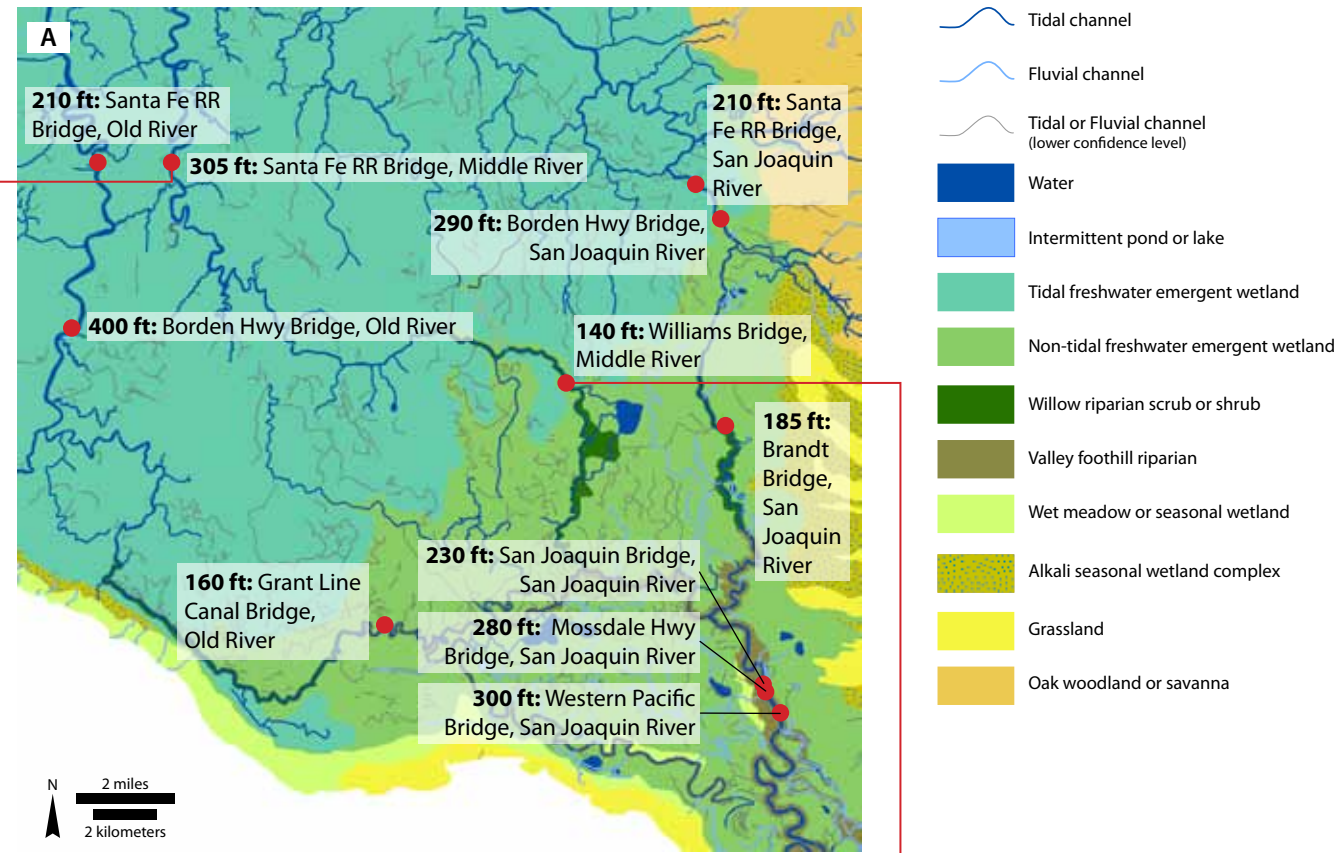 A
210 ft: Santa Fe RR
Bridge, Old River
305 ft: Santa Fe RR Bridge, Middle River
210 ft: Santa
Fe RR Bridge,
San Joaquin
River
290 ft: Borden Hwy Bridge,
San Joaquin River
400 ft: Borden Hwy Bridge, Old River
140 ft: Williams Bridge,
Middle River
185 ft:
Brandt
Bridge,
San
Joaquin
River
230 ft: San Joaquin Bridge,
San Joaquin River
160 ft: Grant Line
Canal Bridge,
Old River
280 ft: Mossdale Hwy
Bridge, San Joaquin River
300 ft: Western Pacific
Bridge, San Joaquin River
N
2 miles
2 kilometers
Tidal channel
Fluvial channel
Tidal or Fluvial channel
(lower confidence level)
Water
Intermittent pond or lake
Tidal freshwater emergent wetland
Non-tidal freshwater emergent wetland
Willow riparian scrub or shrub
Valley foothill riparian
Wet meadow or seasonal wetland
Alkali seasonal wetland complex
Grassland
Oak woodland or savanna